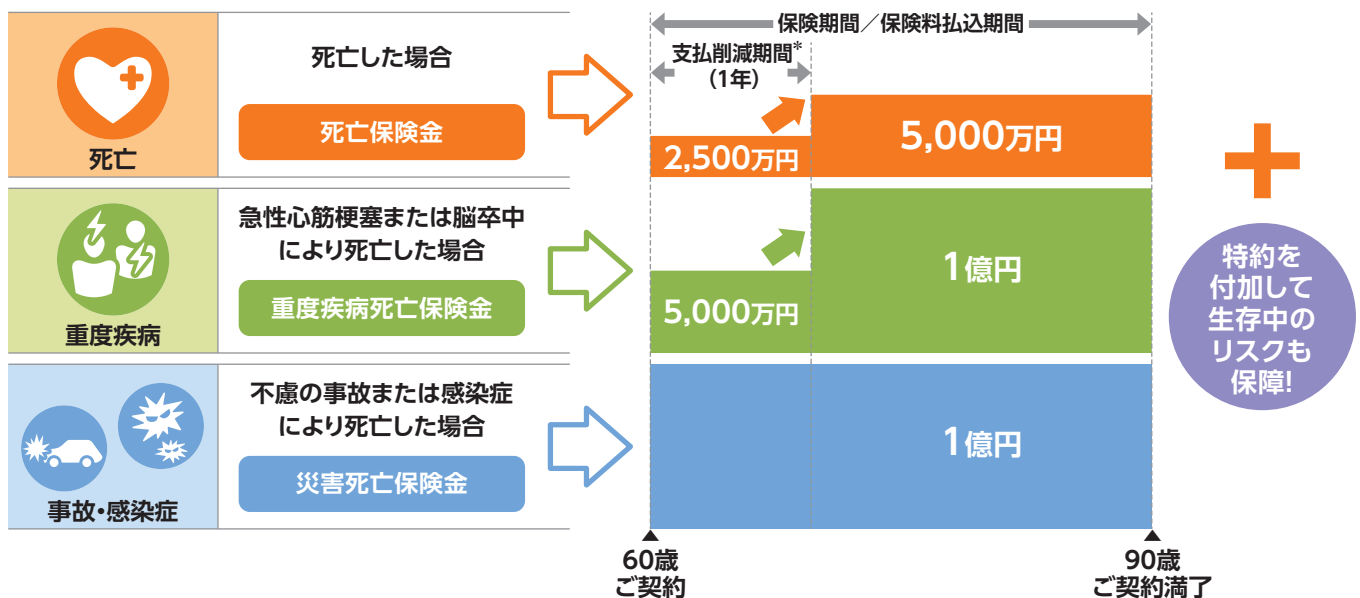 死亡
死亡した場合
死亡保険金
重度疾病
急性心筋梗塞または脳卒中
により死亡した場合
重度疾病死亡保険金
事故・感染症
不慮の事故または感染症
により死亡した場合
災害死亡保険金
保険期間／保険料払込期間
支払削減期間*
（1年）
2,500万円
5,000万円
5,000万円
1億円
1億円
60歳
ご契約
90歳
ご契約満了
特約を
付加して
生存中の
リスクも
保障!